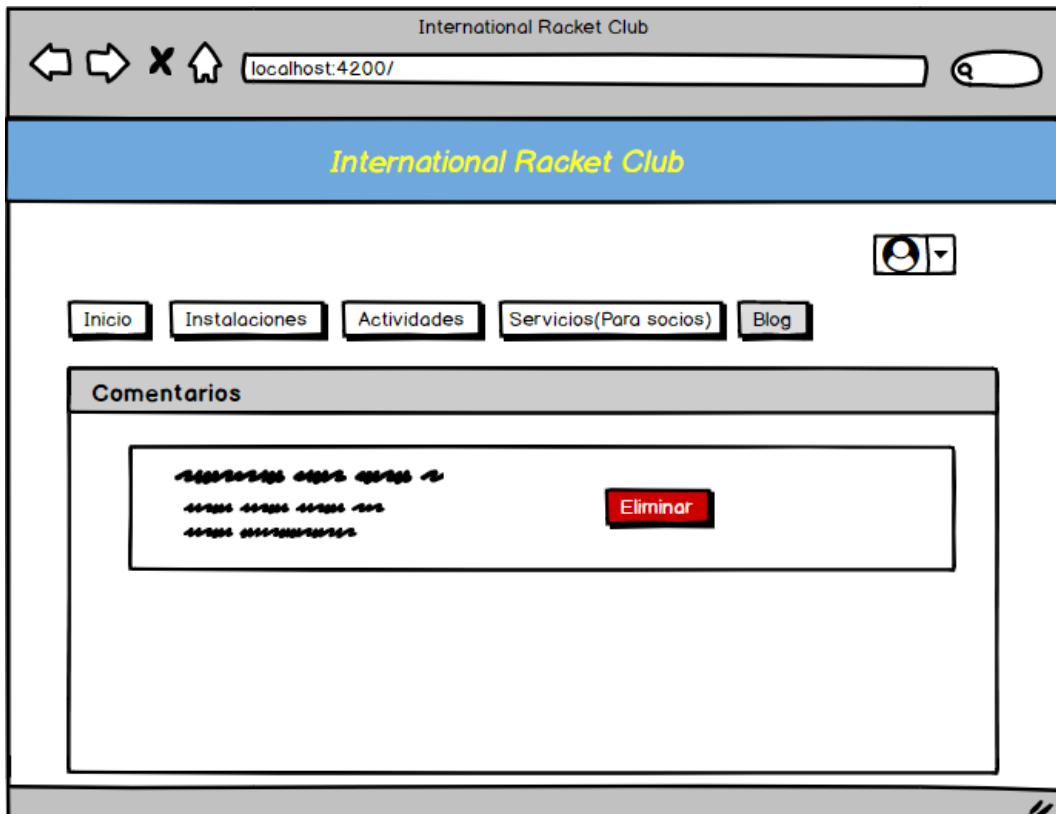 International Racket Club
localhost:4200/
International Racket Club
Inicio Instalaciones Actividades Servicios(Para socios) Blog
Comentarios
Eliminar